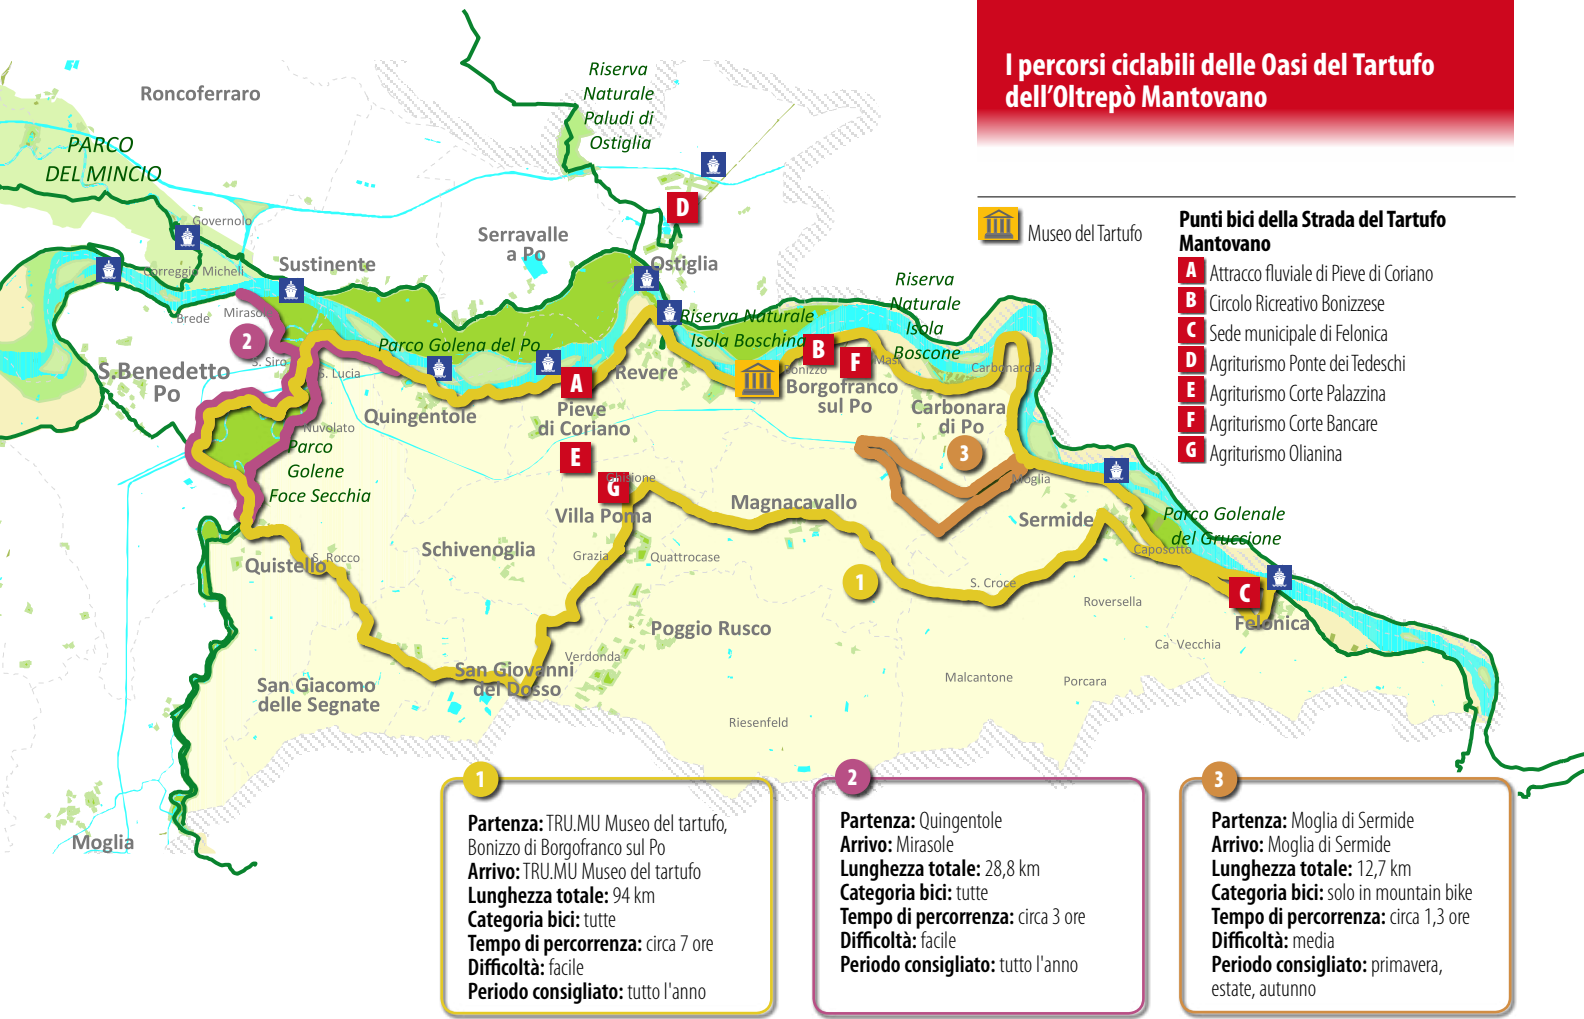 I percorsi ciclabili delle Oasi del Tartufo
dell'Oltrepò Mantovano
Museo del Tartufo
Punti bici della Strada del Tartufo
Mantovano
A Attracco fluviale di Pieve di Coriano
B Circolo Ricreativo Bonizzese
C Sede municipale di Felonica
D Agriturismo Ponte dei Tedeschi
E Agriturismo Corte Palazzina
F Agriturismo Corte Bancare
G Agriturismo Olianina
Roncoferraro
Riserva
Naturale
Paludi di
Ostiglia
PARCO
DEL MINCIO
D
Governolo
Serravalle
a Po
Correggio Micheli
Sustinente
Ostiglia
Brede
Mirasole
2
Riserva
Naturale
Isola
Boscone
Riserva Naturale
Isola Boschina
Parco Golena del Po
S. Siro
S. Lucia
S.Benedetto
Po
A
Revere
B
F
Bonizzo
Carbonarola
Borgofranco
sul Po
Quingentole
Pieve
di Coriano
Carbonara
di Po
Nuvolato
Parco
Golene
Foce Secchia
E
3
G
Ghisione
Moglia
Magnacavallo
Villa Poma
Sermide
Parco Golenale
del Gruccione
Caposotto
Schivenoglia
Quistello
S. Rocco
Grazia
Quattrocase
1
S. Croce
C
Roversella
Felonica
Poggio Rusco
Ca` Vecchia
Verdonda
San Giovanni
del Dosso
Malcantone
Porcara
San Giacomo
delle Segnate
Riesenfeld
Moglia
1
Partenza: TRU.MU Museo del tartufo,
Bonizzo di Borgofranco sul Po
Arrivo: TRU.MU Museo del tartufo
Lunghezza totale: 94 km
Categoria bici: tutte
Tempo di percorrenza: circa 7 ore
Difficoltà: facile
Periodo consigliato: tutto l'anno
2
Partenza: Quingentole
Arrivo: Mirasole
Lunghezza totale: 28,8 km
Categoria bici: tutte
Tempo di percorrenza: circa 3 ore
Difficoltà: facile
Periodo consigliato: tutto l'anno
3
Partenza: Moglia di Sermide
Arrivo: Moglia di Sermide
Lunghezza totale: 12,7 km
Categoria bici: solo in mountain bike
Tempo di percorrenza: circa 1,3 ore
Difficoltà: media
Periodo consigliato: primavera,
estate, autunno